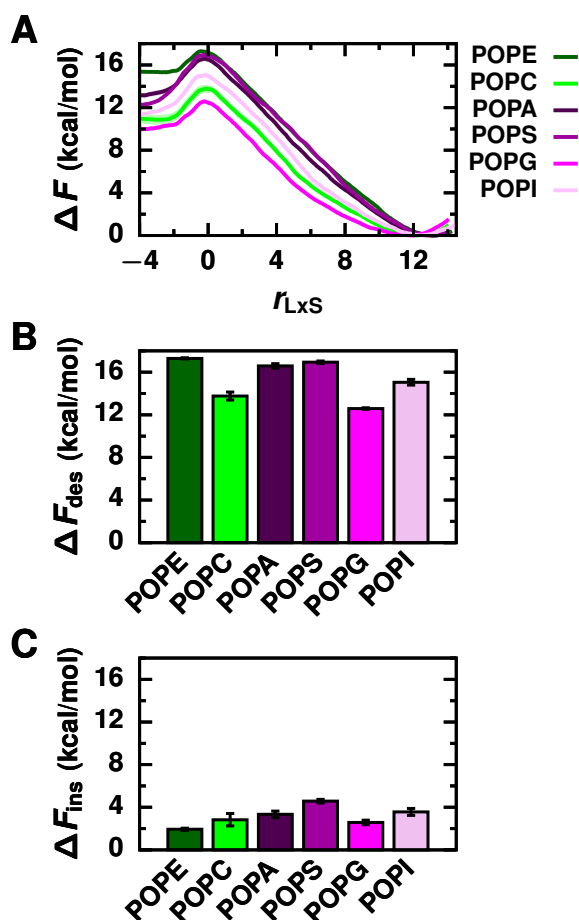 A
ΔF (kcal/mol)
16
12
8
4
0
−4 0 4 8 12
rLxS
POPE
POPC
POPA
POPS
POPG
POPI
B
ΔFdes (kcal/mol)
16
12
8
4
0
POPE POPC POPA POPS POPG POPI
C
ΔFins (kcal/mol)
16
12
8
4
0
POPE POPC POPA POPS POPG POPI